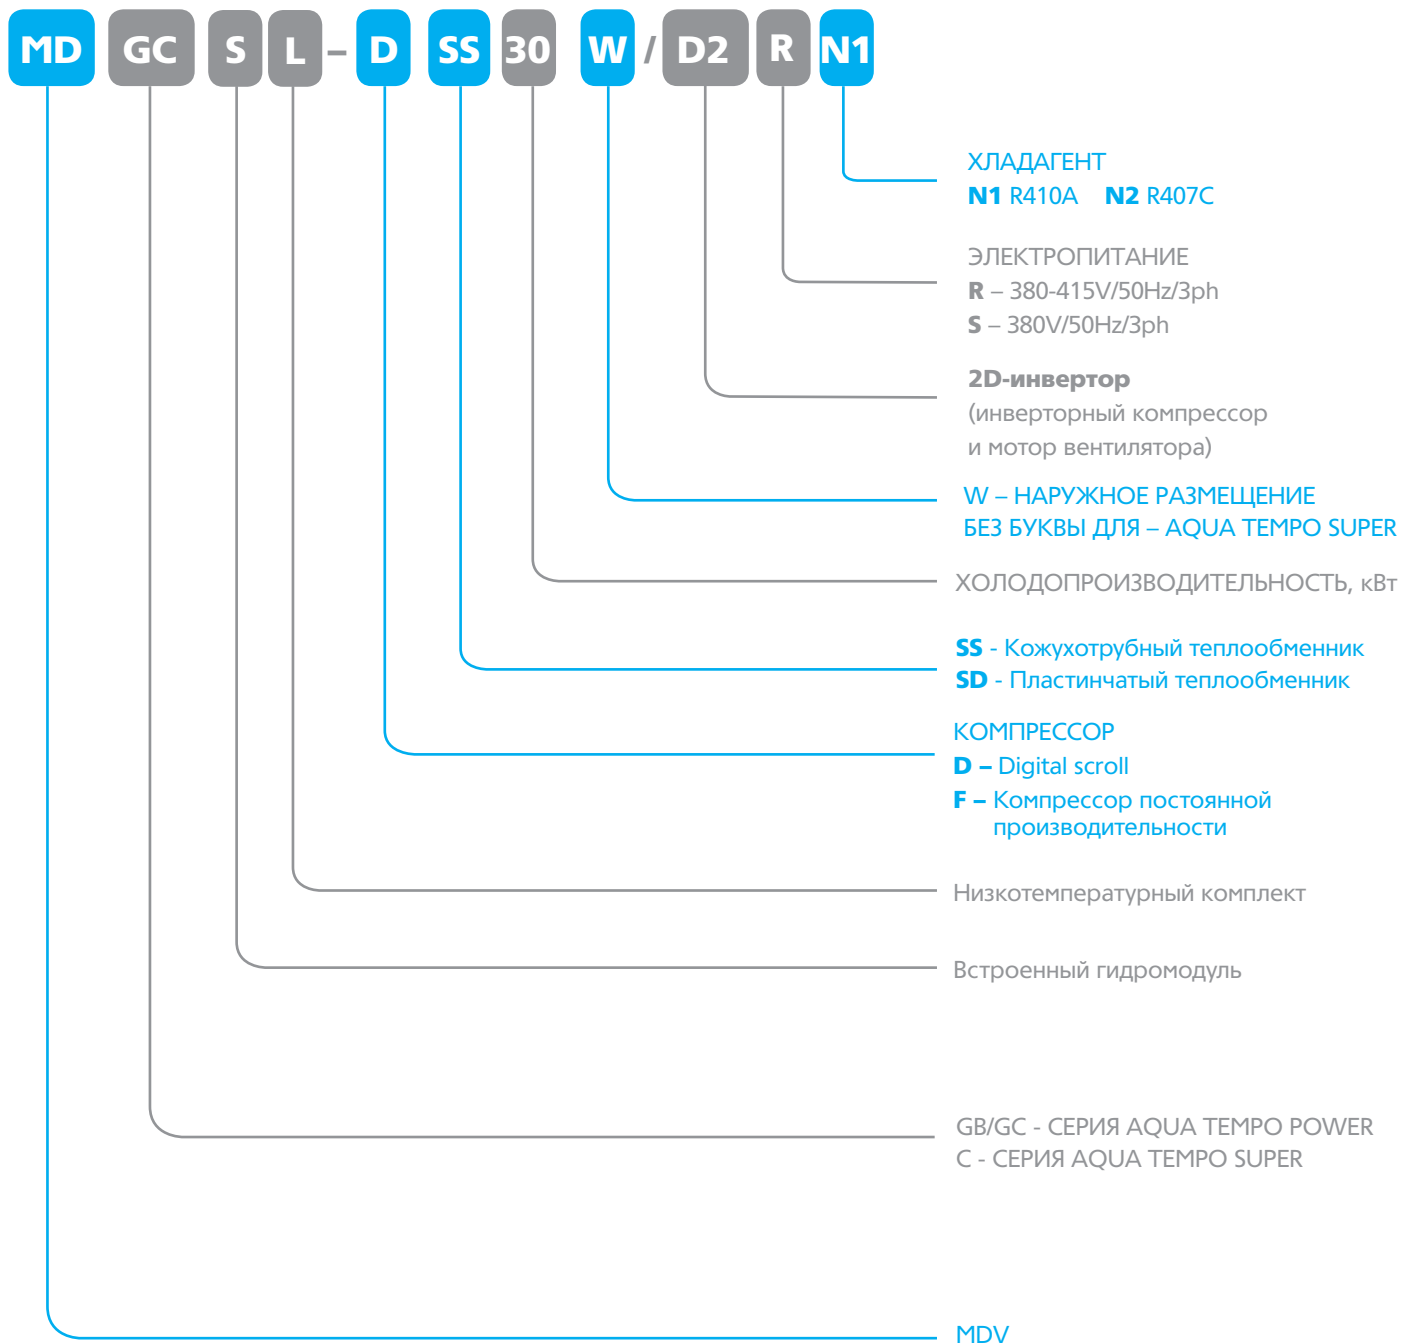 MD GC S L – D SS 30 W / D2 R N1
ХЛАДАГЕНТ
N1 R410A N2 R407C
ЭЛЕКТРОПИТАНИЕ
R – 380-415V/50Hz/3ph
S – 380V/50Hz/3ph
2D-инвертор
(инверторный компрессор
и мотор вентилятора)
W – НАРУЖНОЕ РАЗМЕЩЕНИЕ
БЕЗ БУКВЫ ДЛЯ – AQUA TEMPO SUPER
ХОЛОДОПРОИЗВОДИТЕЛЬНОСТЬ, кВт
SS - Кожухотрубный теплообменник
SD - Пластинчатый теплообменник
КОМПРЕССОР
D – Digital scroll
F – Компрессор постоянной
производительности
Низкотемпературный комплект
Встроенный гидромодуль
GB/GC - СЕРИЯ AQUA TEMPO POWER
C - СЕРИЯ AQUA TEMPO SUPER
MDV